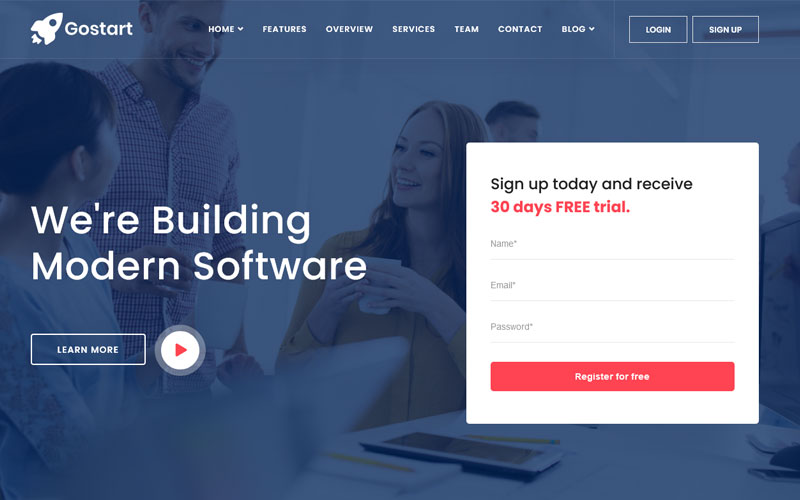 Gostart
HOME
FEATURES
OVERVIEW
SERVICES
TEAM
CONTACT
BLOG
LOGIN
SIGN UP
We're Building
Modern Software
LEARN MORE
Sign up today and receive
30 days FREE trial.
Name*
Email*
Password*
Register for free